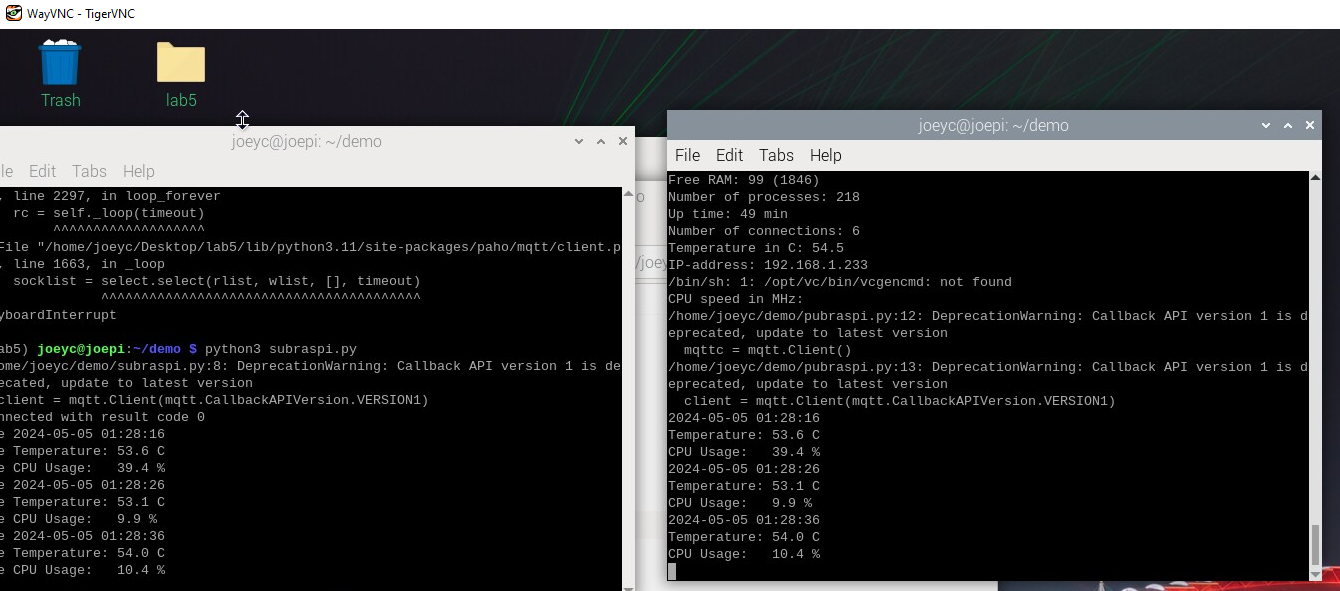 WayVNC - TigerVNC
Trash
lab5
joeyc@joepi: ~/demo
le Edit Tabs Help
, line 2297, in loop_forever
rc = self._loop(timeout)
^^^^^^^^^^^^^^^^^^^
File "/home/joeyc/Desktop/lab5/lib/python3.11/site-packages/paho/mqtt/client.p
, line 1663, in _loop
socklist = select.select(rlist, wlist, [], timeout)
^^^^^^^^^^^^^^^^^^^^^^^^^^^^^^^^^^^^^^^^
yboardInterrupt
ab5) joeyc@joepi:~/demo $ python3 subraspi.py
ome/joeyc/demo/subraspi.py:8: DeprecationWarning: Callback API version 1 is de
ecated, update to latest version
client = mqtt.Client(mqtt.CallbackAPIVersion.VERSION1)
nnected with result code 0
e 2024-05-05 01:28:16
e Temperature: 53.6 C
e CPU Usage:   39.4 %
e 2024-05-05 01:28:26
e Temperature: 53.1 C
e CPU Usage:   9.9 %
e 2024-05-05 01:28:36
e Temperature: 54.0 C
e CPU Usage:   10.4 %
o
/joey
joeyc@joepi: ~/demo
File Edit Tabs Help
Free RAM: 99 (1846)
Number of processes: 218
Up time: 49 min
Number of connections: 6
Temperature in C: 54.5
IP-address: 192.168.1.233
/bin/sh: 1: /opt/vc/bin/vcgencmd: not found
CPU speed in MHz:
/home/joeyc/demo/pubraspi.py:12: DeprecationWarning: Callback API version 1 is d
eprecated, update to latest version
mqttc = mqtt.Client()
/home/joeyc/demo/pubraspi.py:13: DeprecationWarning: Callback API version 1 is d
eprecated, update to latest version
client = mqtt.Client(mqtt.CallbackAPIVersion.VERSION1)
2024-05-05 01:28:16
Temperature: 53.6 C
CPU Usage:   39.4 %
2024-05-05 01:28:26
Temperature: 53.1 C
CPU Usage:   9.9 %
2024-05-05 01:28:36
Temperature: 54.0 C
CPU Usage:   10.4 %